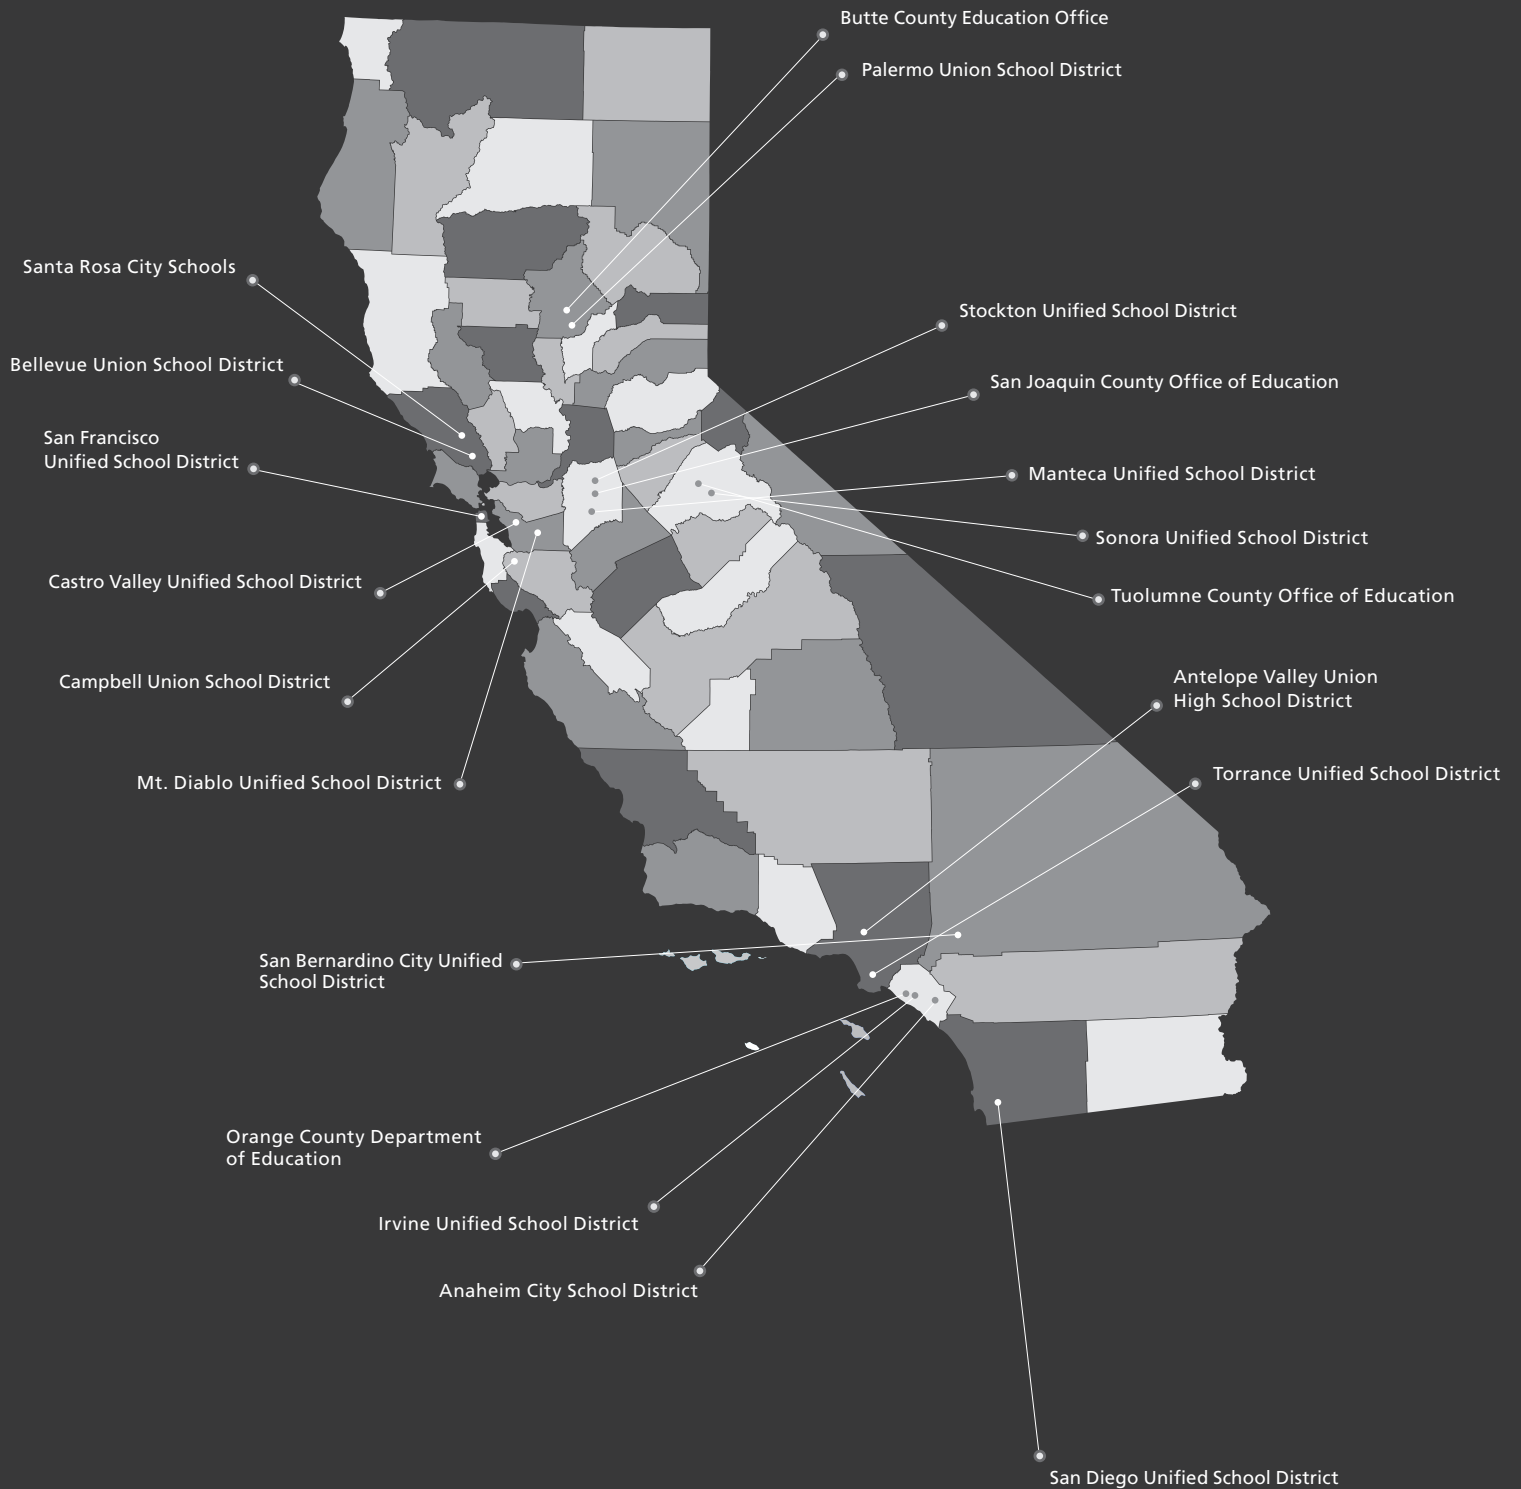 Butte County Education Office
Palermo Union School District
Santa Rosa City Schools
Stockton Unified School District
Bellevue Union School District
San Joaquin County Office of Education
San Francisco
Unified School District
Manteca Unified School District
Sonora Unified School District
Castro Valley Unified School District
Tuolumne County Office of Education
Campbell Union School District
Antelope Valley Union
High School District
Mt. Diablo Unified School District
Torrance Unified School District
San Bernardino City Unified
School District
Orange County Department
of Education
Irvine Unified School District
Anaheim City School District
San Diego Unified School District